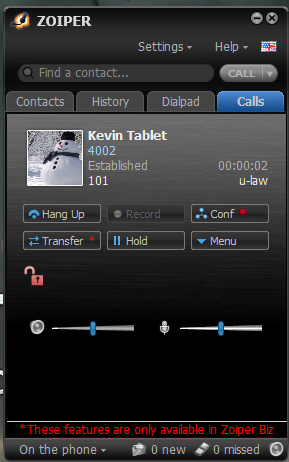 ZOIPER
Settings Help
Find a contact... CALL
Contacts History Dialpad Calls
Kevin Tablet
4002
Established 00:00:02
101 u-law
Hang Up Record Conf *
Transfer * Hold Menu
*These features are only available in Zoiper Biz
On the phone 0 new 0 missed